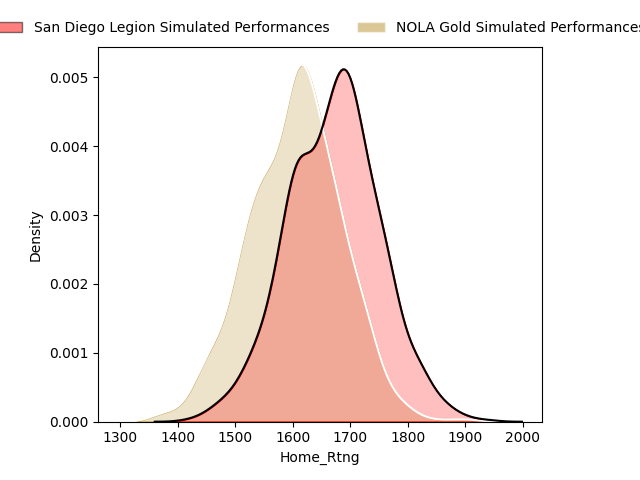 San Diego Legion Simulated Performances
NOLA Gold Simulated Performances
0.005
0.004
0.003
0.002
0.001
0.000
Density
1300 1400 1500 1600 1700 1800 1900 2000
Home_Rtng